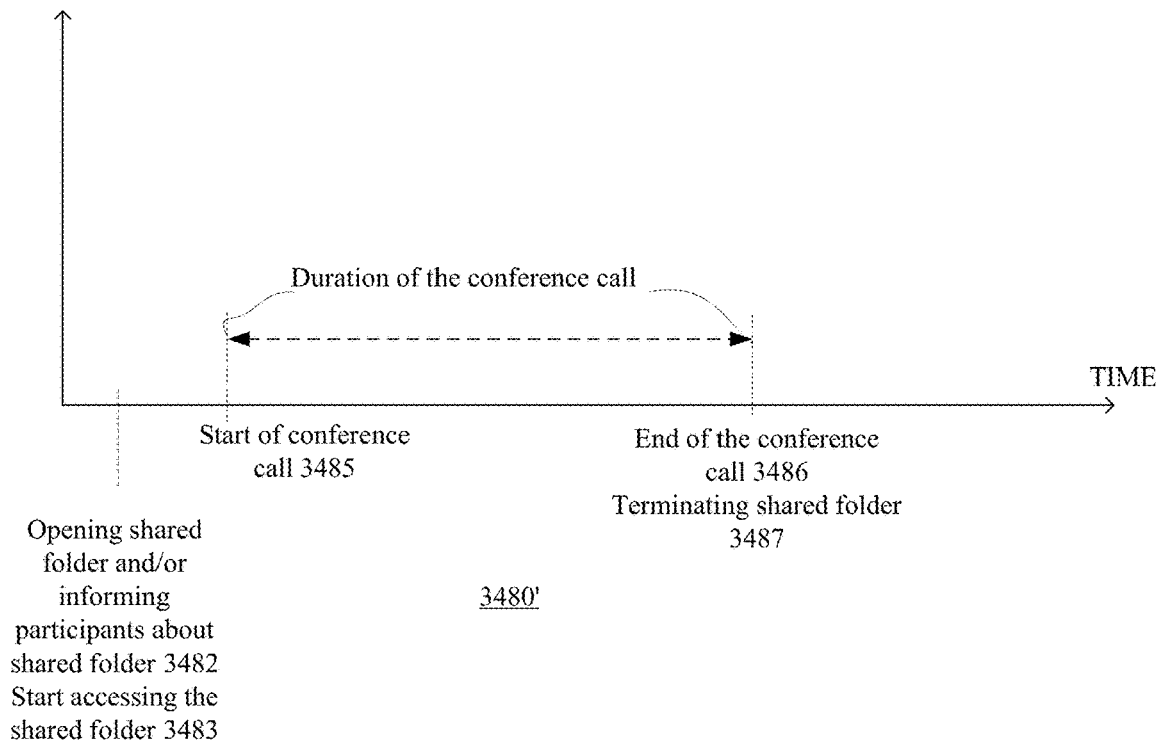 Duration of the conference call
TIME
Start of conference
call 3485
End of the conference
call 3486
Terminating shared folder
3487
Opening shared
folder and/or
informing
participants about
shared folder 3482
Start accessing the
shared folder 3483
3480'